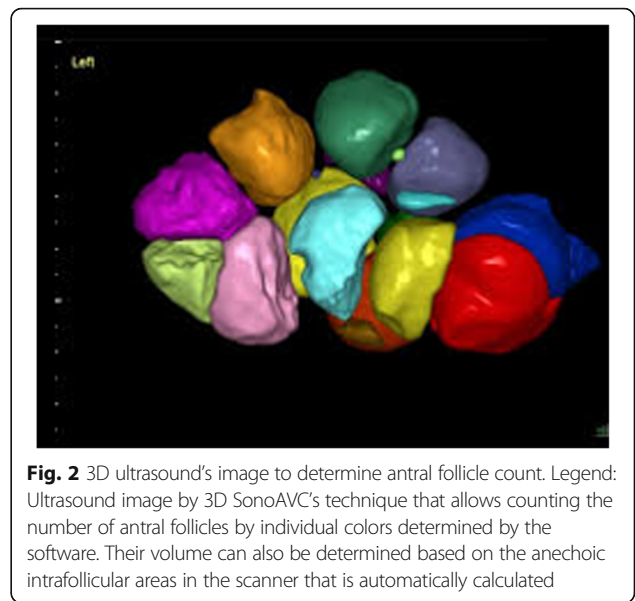 Left
Fig. 2 3D ultrasound's image to determine antral follicle count. Legend:
Ultrasound image by 3D SonoAVC's technique that allows counting the
number of antral follicles by individual colors determined by the
software. Their volume can also be determined based on the anechoic
intrafollicular areas in the scanner that is automatically calculated